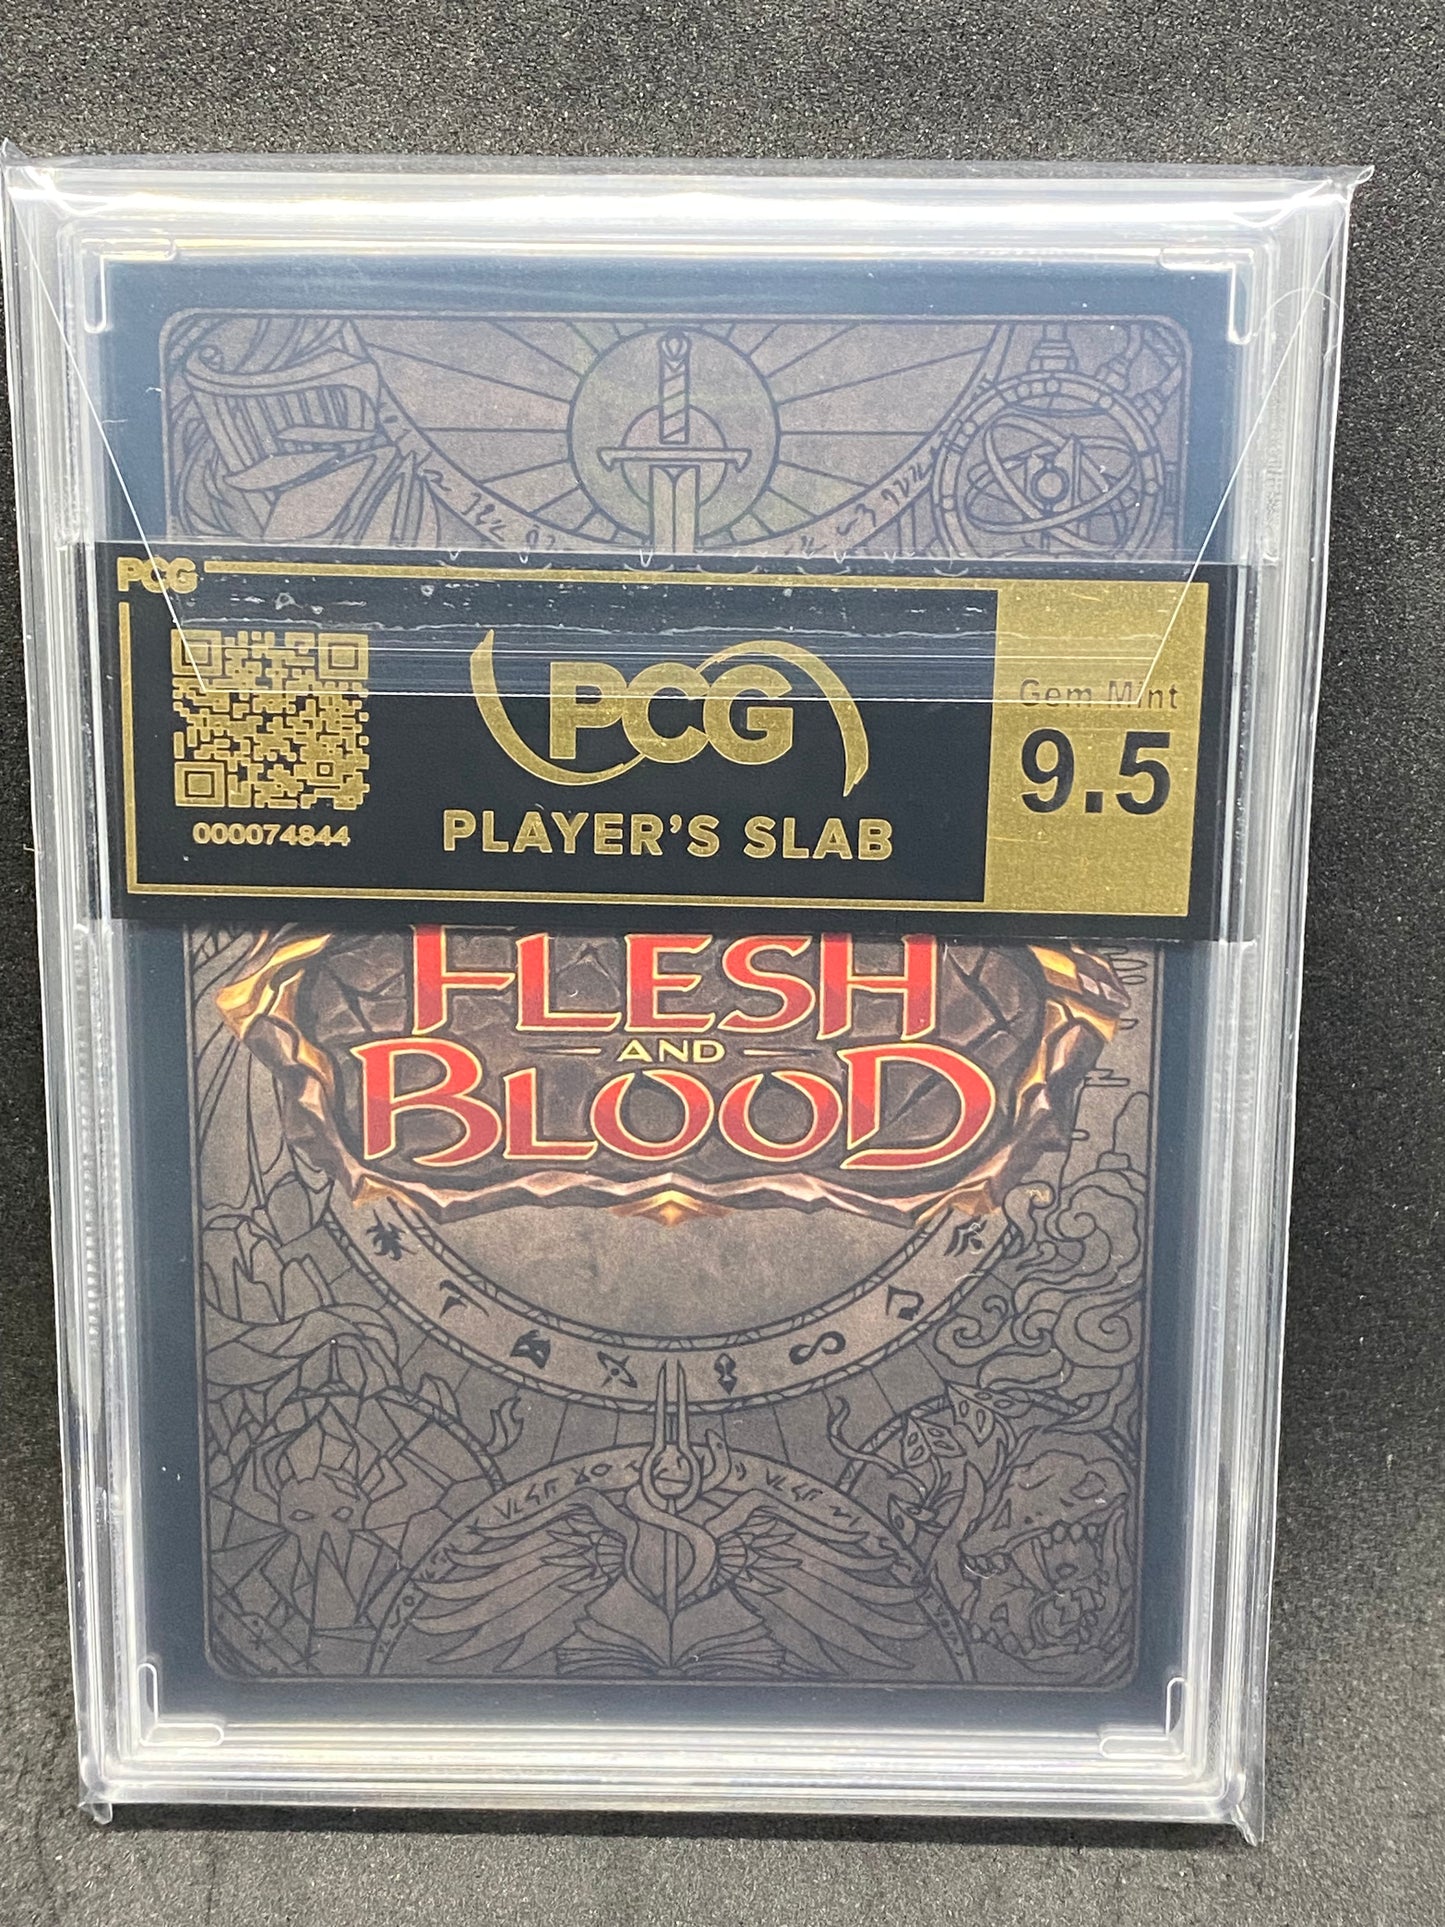 PCG
PCG
PLAYER'S SLAB
000074844
Gem Mint
9.5
FLESH
AND
BLOOD